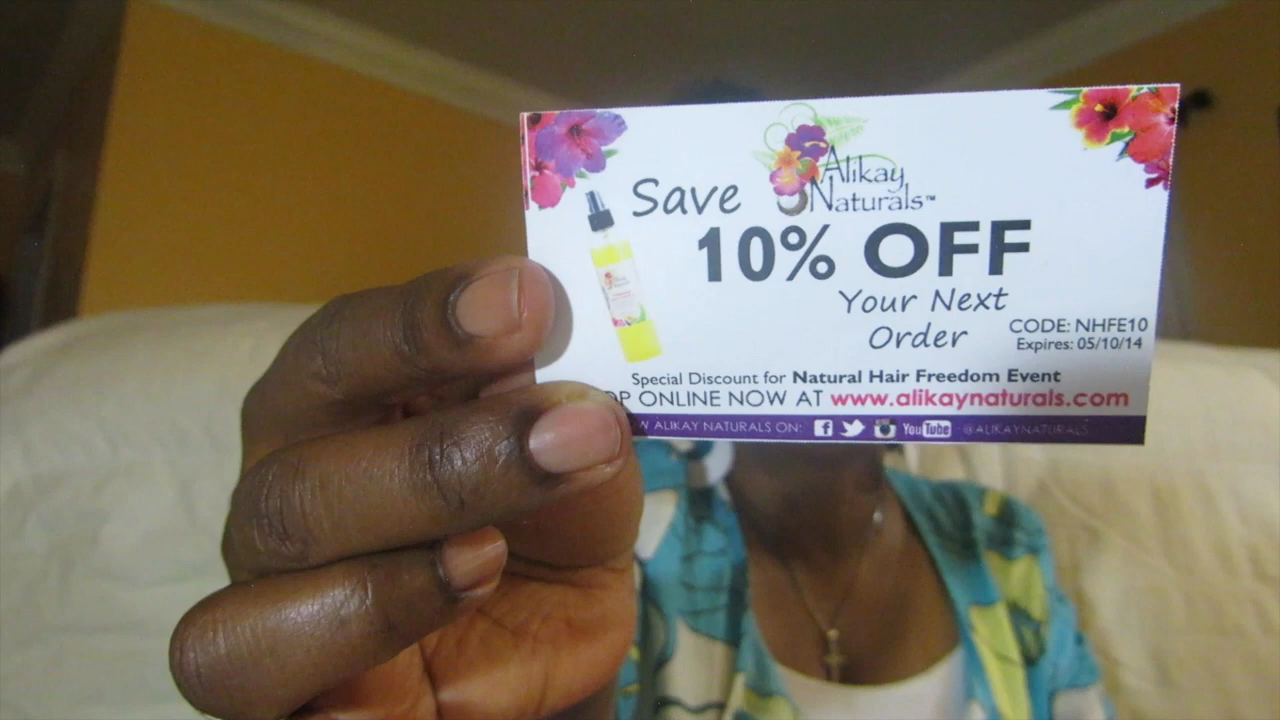 Save
Alikay
Naturals™
10% OFF
Your Next
Order
CODE: NHFE10
Expires: 05/10/14
Special Discount for Natural Hair Freedom Event
OP ONLINE NOW AT www.alikaynaturals.com
W ALIKAY NATURALS ON: f YouTube @ALIKAYNATURALS